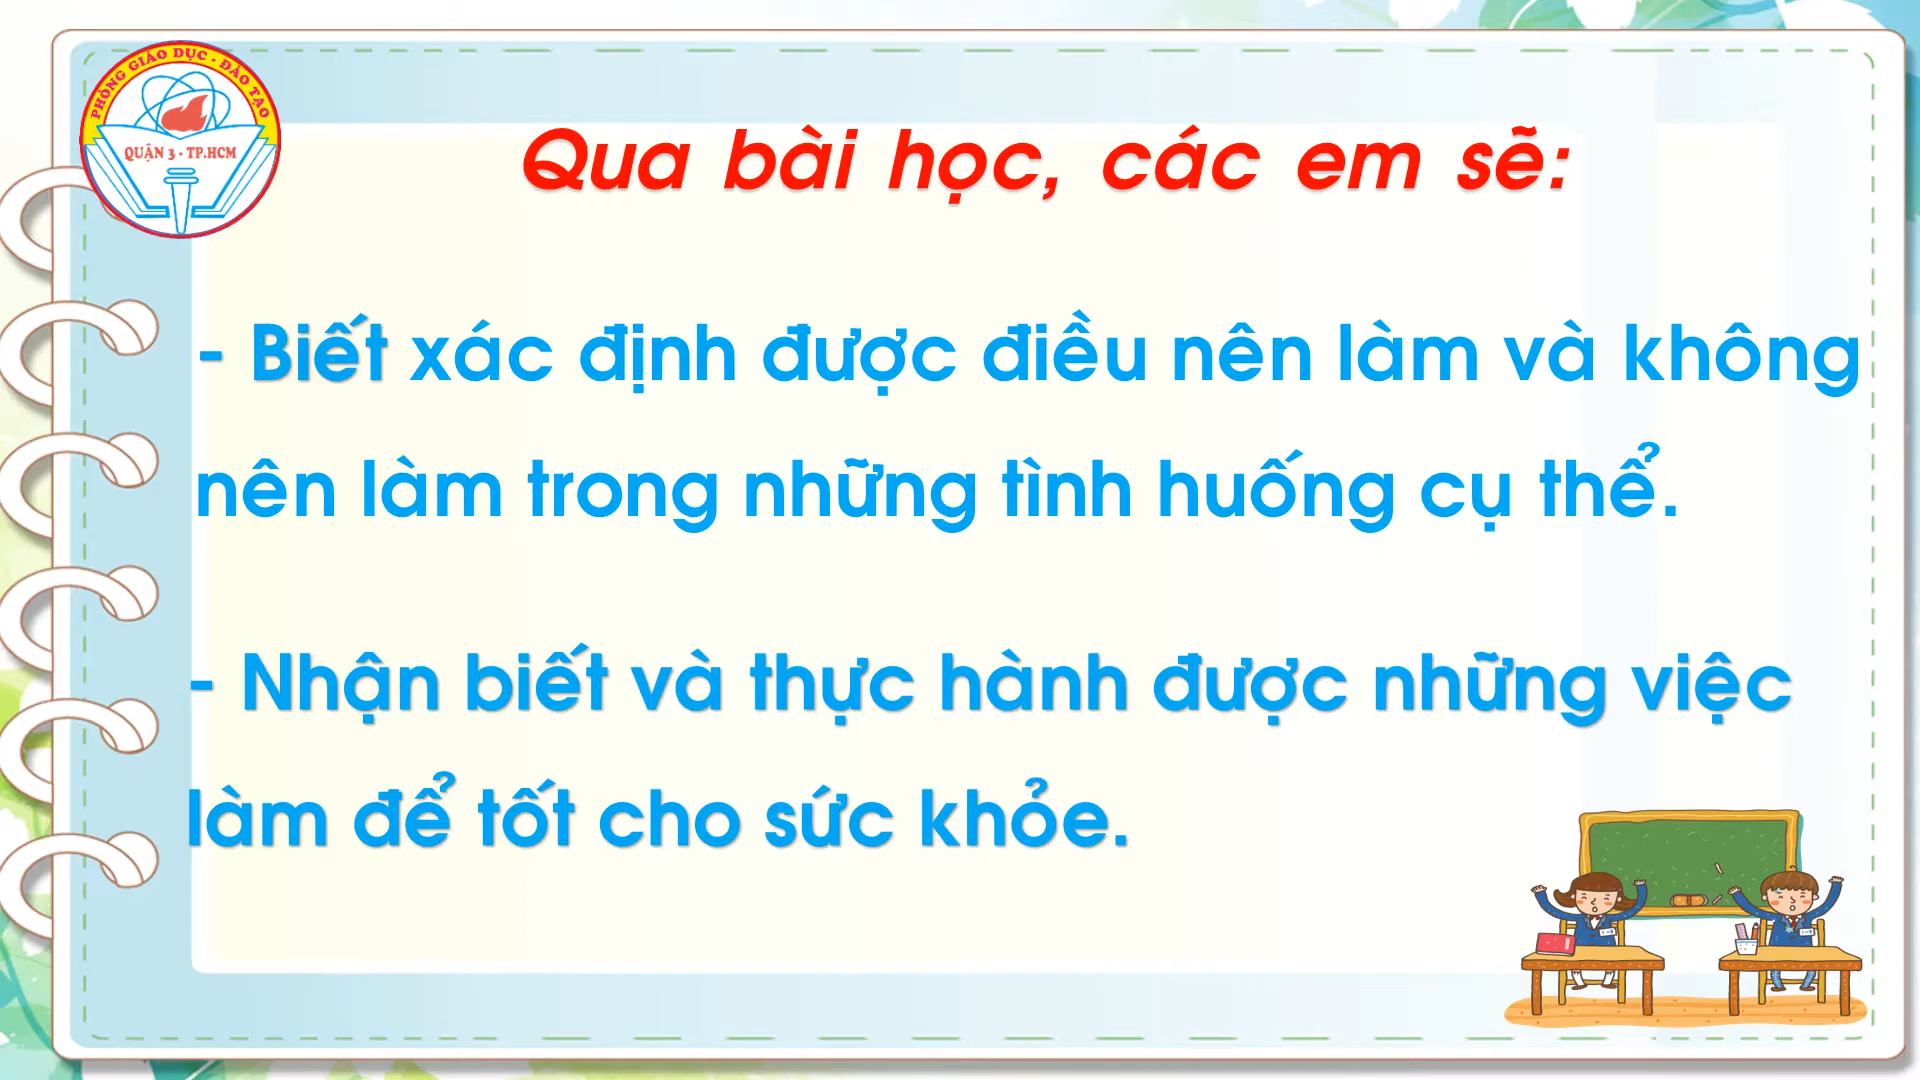 PHÒNG GIÁO DỤC - ĐÀO TẠO
QUẬN 3 - TP.HCM
Qua bài học, các em sẽ:
- Biết xác định được điều nên làm và không
nên làm trong những tình huống cụ thể.
- Nhận biết và thực hành được những việc
làm để tốt cho sức khỏe.